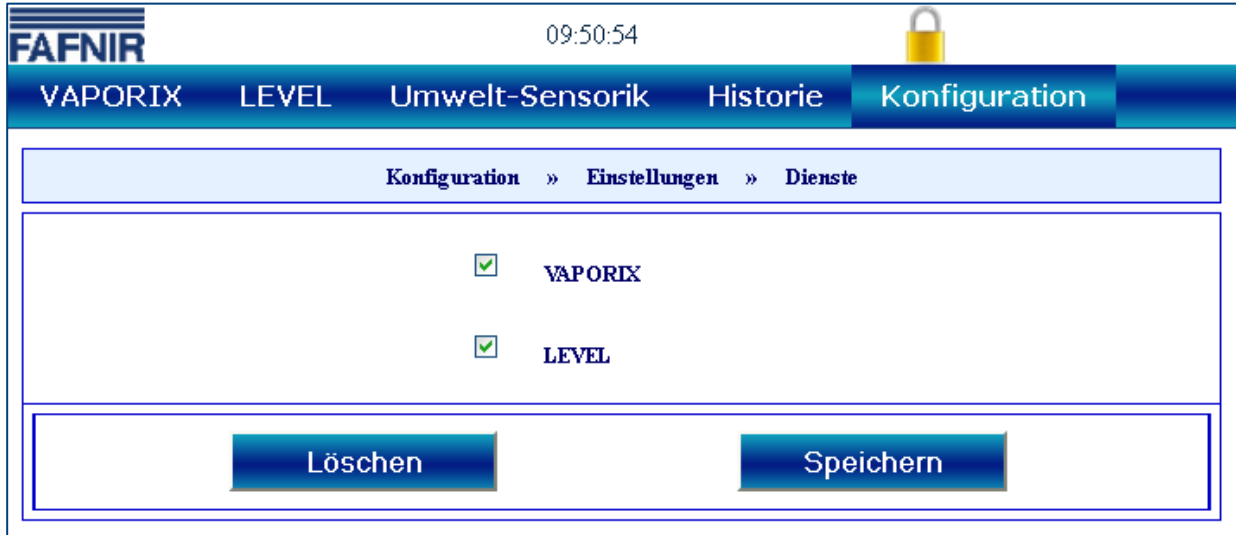 FAFNIR
09:50:54
VAPORIX LEVEL Umwelt-Sensorik Historie Konfiguration
Konfiguration » Einstellungen » Dienste
VAPORIX
LEVEL
Löschen Speichern